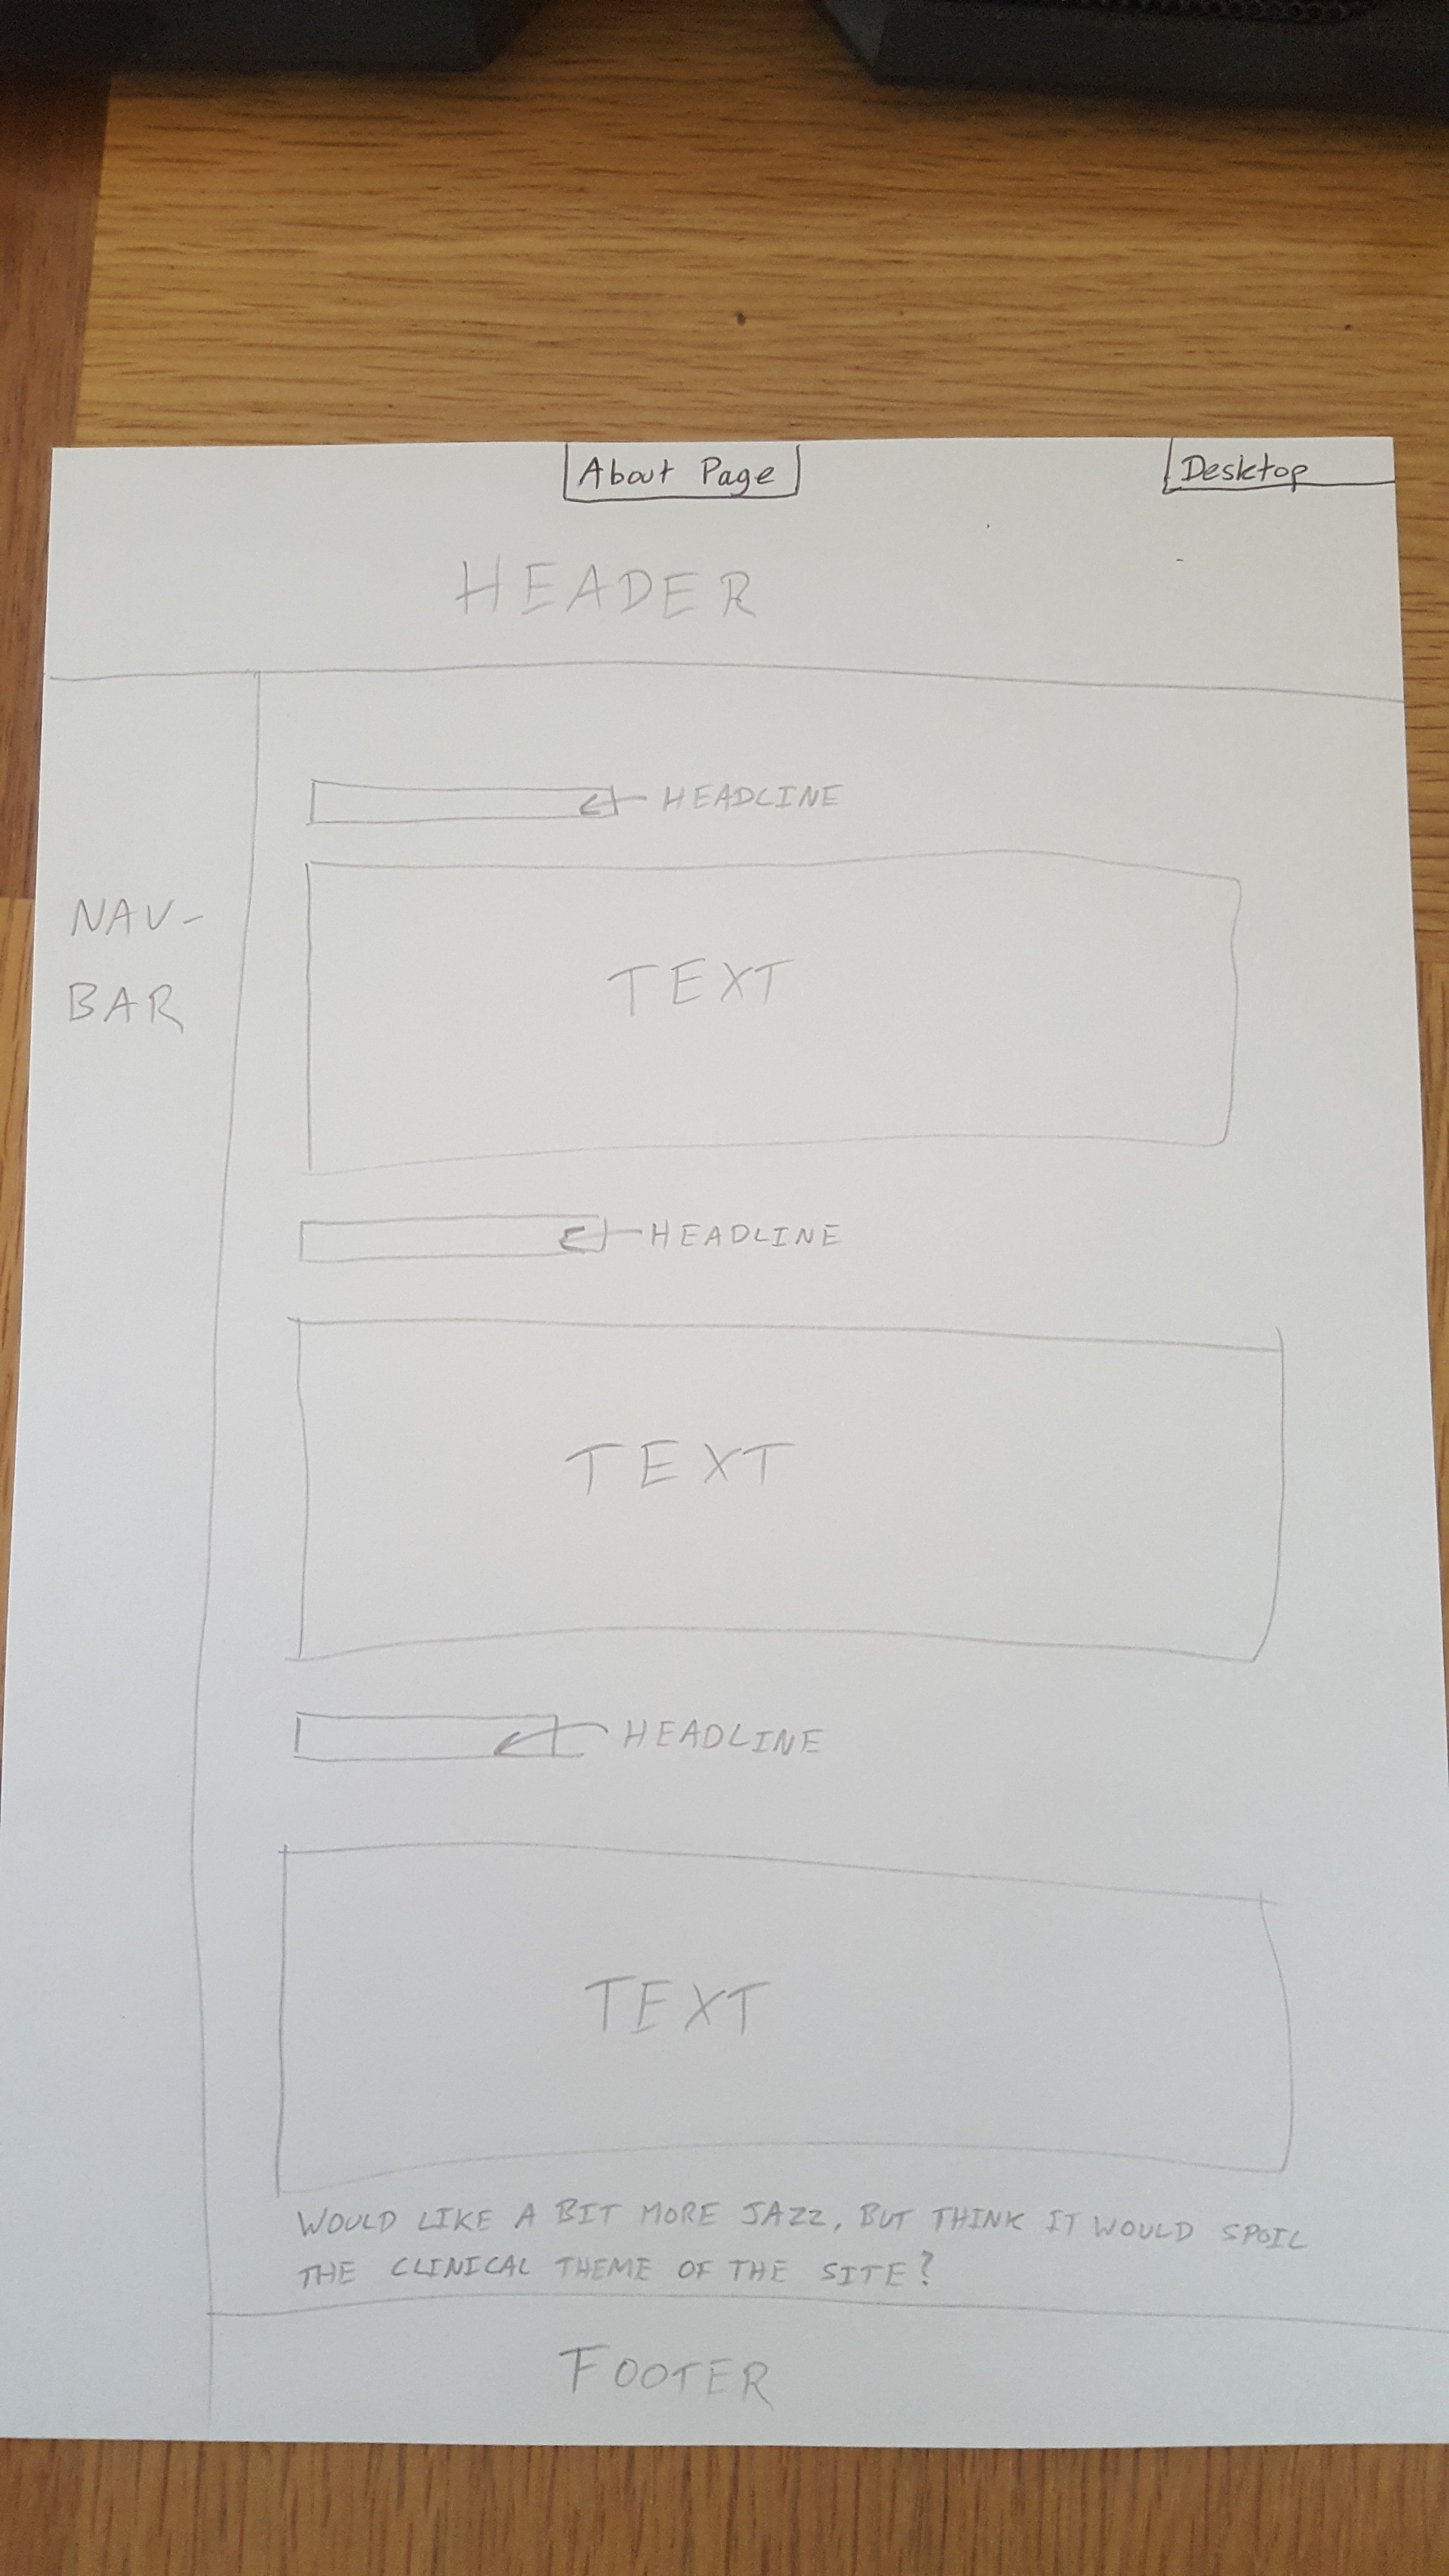 About Page
Desktop
HEADER
HEADLINE
NAV-
BAR
TEXT
HEADLINE
TEXT
HEADLINE
TEXT
WOULD LIKE A BIT MORE JAZZ, BUT THINK IT WOULD SPOIL
THE CLINICAL THEME OF THE SITE?
FOOTER